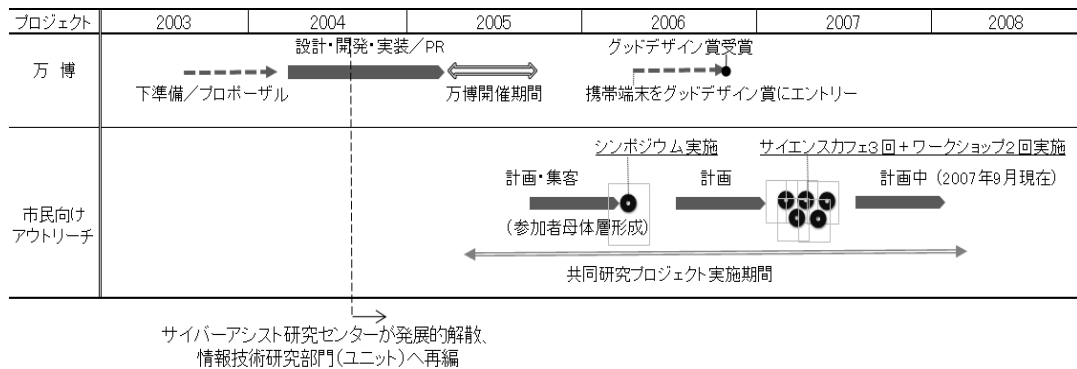 プロジェクト 2003 2004 2005 2006 2007 2008
設計・開発・実装／PR
グッドデザイン賞受賞
万 博
下準備／プロポーザル
万博開催期間
携帯端末をグッドデザイン賞にエントリー
シンポジウム実施
サイエンスカフェ3回＋ワークショップ2回実施
計画・集客
計画
計画中（2007年9月現在）
市民向け
アウトリーチ
(参加者母体層形成)
共同研究プロジェクト実施期間
サイバーアシスト研究センターが発展的解散、
情報技術研究部門(ユニット)へ再編